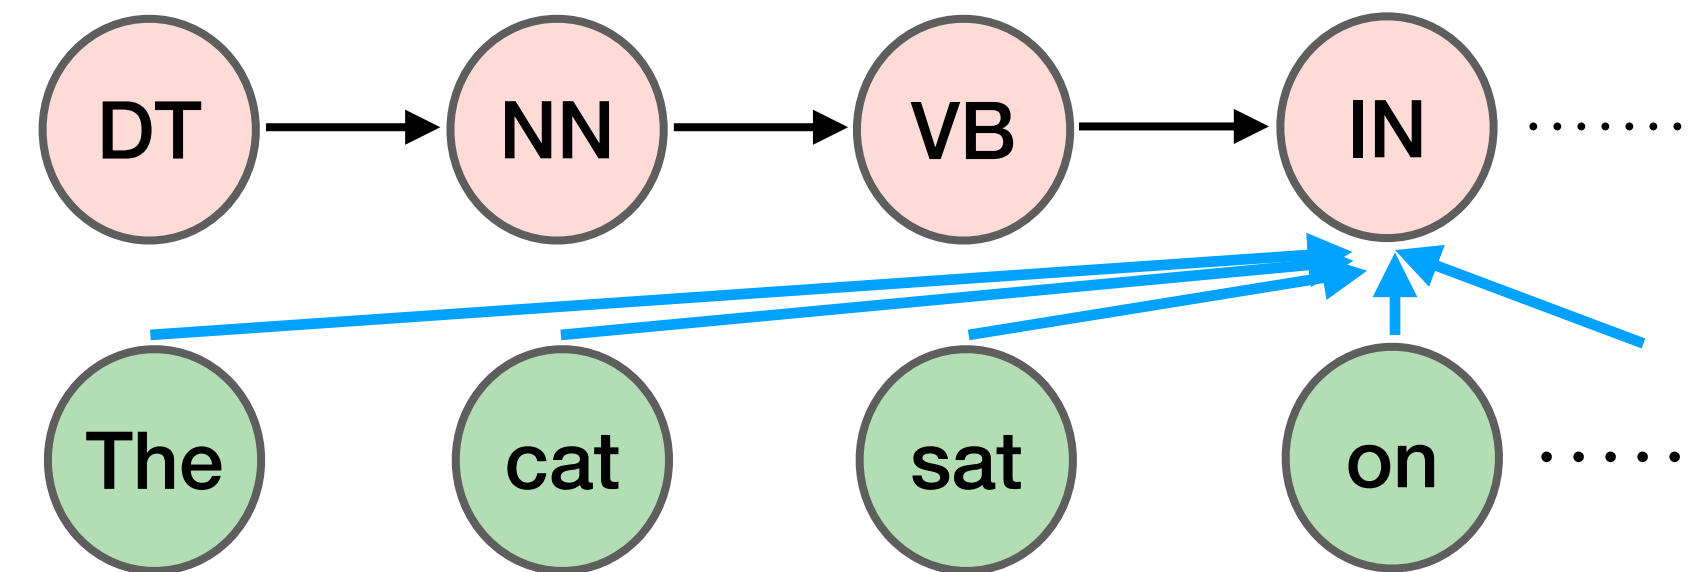 DT NN VB IN .......
The cat sat on .....